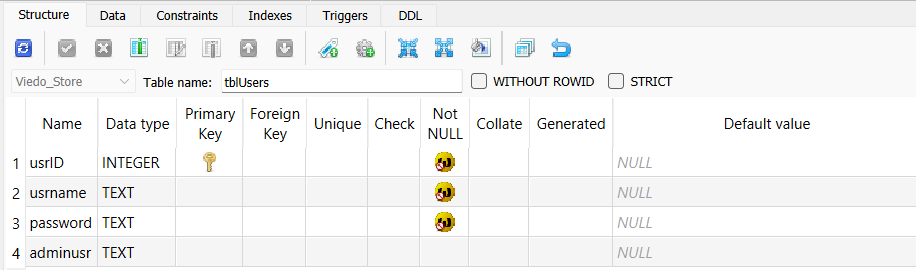 Structure Data Constraints Indexes Triggers DDL
Viedo_Store Table name: tblUsers WITHOUT ROWID STRICT
Name Data type Primary Key Foreign Key Unique Check Not NULL Collate Generated Default value
1 usrID INTEGER NULL
2 usrname TEXT NULL
3 password TEXT NULL
4 adminusr TEXT NULL